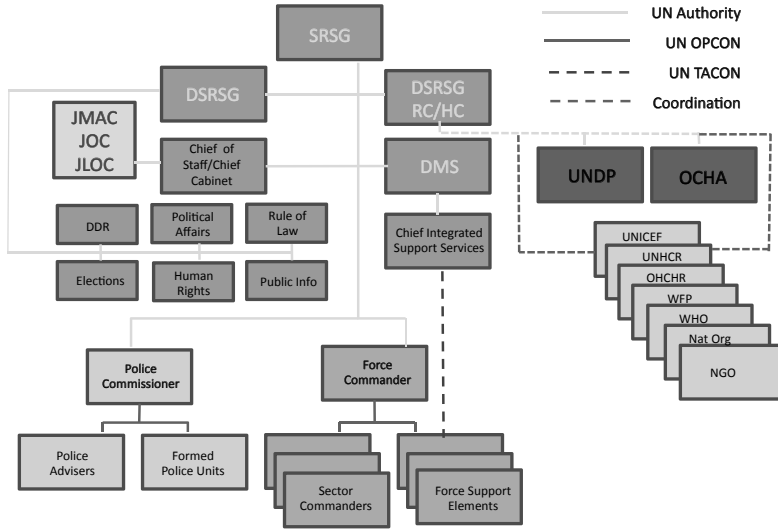 SRSG
UN Authority
UN OPCON
UN TACON
Coordination
DSRSG
DSRSG
RC/HC
JMAC
JOC
JLOC
Chief of
Staff/Chief
Cabinet
DMS
UNDP
OCHA
DDR
Political
Affairs
Rule of
Law
Chief Integrated
Support Services
Elections
Human
Rights
Public Info
UNICEF
UNHCR
OHCHR
WFP
WHO
Nat Org
NGO
Police
Commissioner
Force
Commander
Police
Advisers
Formed
Police Units
Sector
Commanders
Force Support
Elements